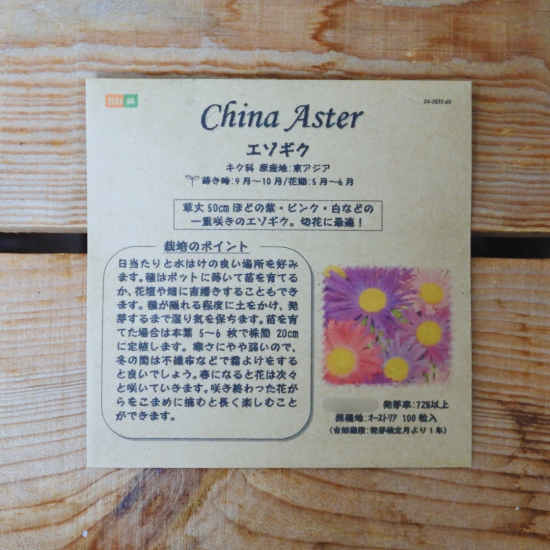 14-1031-01
China Aster
エゾギク
キク科 原産地:東アジア
蒔き時:9月～10月/花期:5月～6月
草丈50cmほどの紫・ピンク・白などの
一重咲きのエゾギク。切花に最適!
栽培のポイント
日当たりと水はけの良い場所を好み
ます。種はポットに蒔いて苗を育てる
か、花壇や畑に直播きすることもでき
ます。種が隠れる程度に土をかけ、発
芽するまで湿り気を保ちます。苗を育
てた場合は本葉 5～6 枚で株間 20cm
に定植します。寒さにやや弱いので、
冬の間は不織布などで霜よけをする
と良いでしょう。春になると花は次々
と咲いていきます。咲き終わった花が
らをこまめに摘むと長く楽しむこと
ができます。
発芽率:72%以上
採種地:オーストリア 100粒入
(有効期限:発芽検定月より1年)